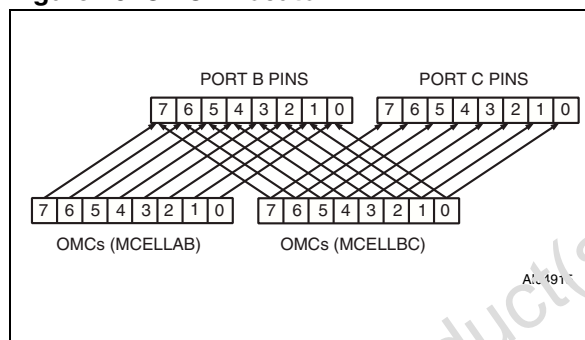 PORT B PINS PORT C PINS
7 6 5 4 3 2 1 0 7 6 5 4 3 2 1 0
7 6 5 4 3 2 1 0 7 6 5 4 3 2 1 0
OMCs (MCELLAB) OMCs (MCELLBC)